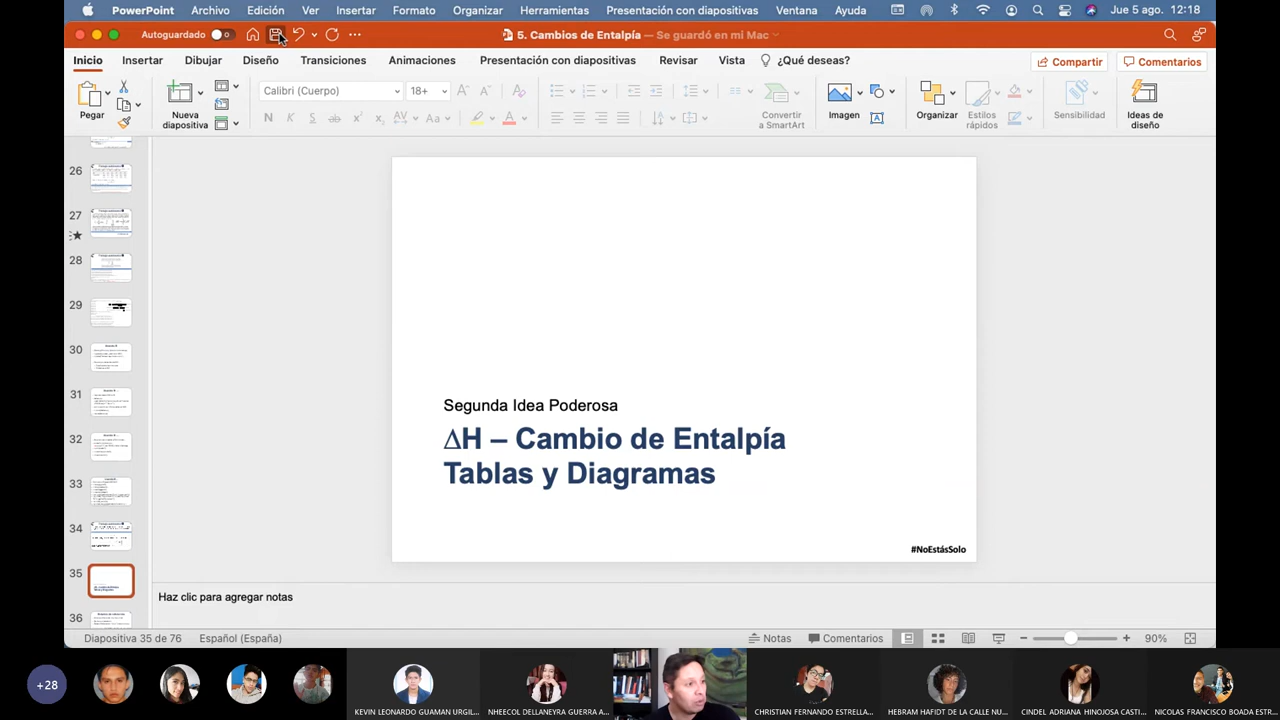 PowerPoint Archivo Edición Ver Insertar Formato Organizar Herramientas Presentación con diapositivas Ventana Ayuda Jue 5 ago. 12:18
Autoguardado 5. Cambios de Entalpía — Se guardó en mi Mac
Inicio Insertar Dibujar Diseño Transiciones Animaciones Presentación con diapositivas Revisar Vista ¿Qué deseas? Compartir Comentarios
Calibri (Cuerpo) 18+
Pegar Nueva diapositiva Convertir a SmartArt Imagen Organizar Estilos rápidos Sensibilidad Ideas de diseño
26
27
28
29
30
31
32
33
34
35
36
Segunda Idea Poderosa
∆H – Cambio de Entalpía
Tablas y Diagramas
#NoEstásSolo
Haz clic para agregar notas
Diapositiva 35 de 76 Español (España) Notas Comentarios 90%
+28
KEVIN LEONARDO GUAMAN URGIL... NHEECOL DELLANEYRA GUERRA A... CHRISTIAN FERNANDO ESTRELLA... HEBRAM HAFIDT DE LA CALLE NU... CINDEL ADRIANA HINOJOSA CASTI... NICOLAS FRANCISCO BOADA ESTR...